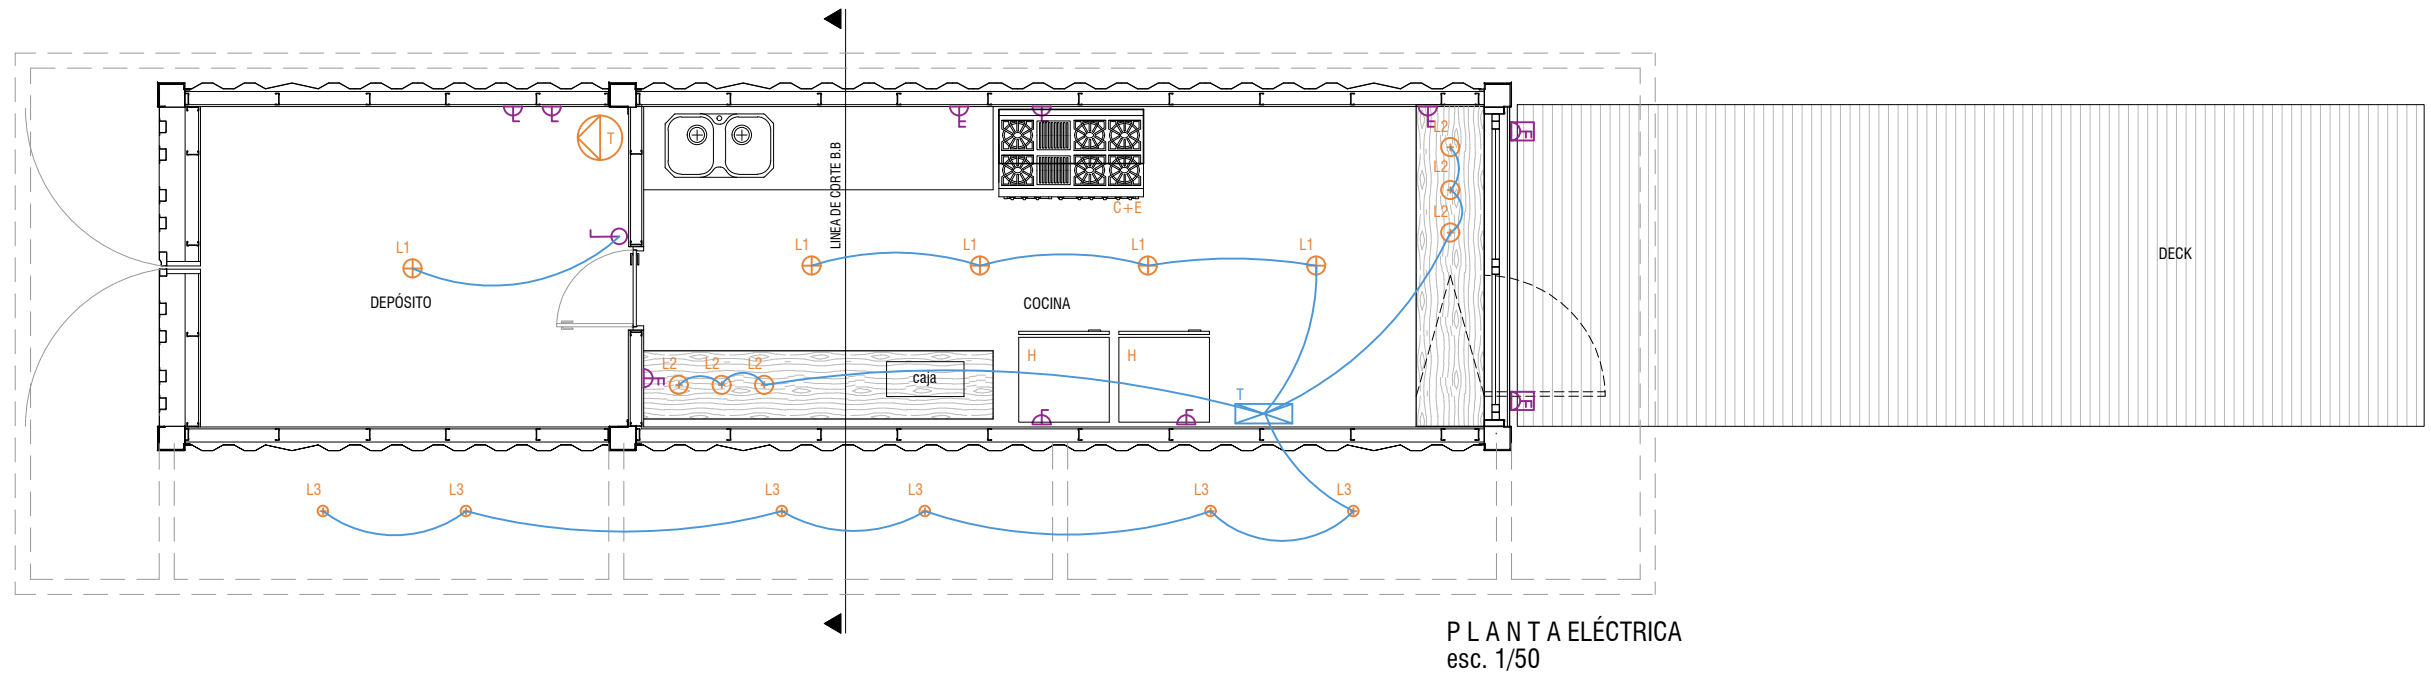 LINEA DE CORTE B.B
T
L2
L2
L2
C+E
L1
L1
L1
L1
L1
DECK
DEPÓSITO
COCINA
H
H
L2
L2
L2
caja
T
L3
L3
L3
L3
L3
L3
P L A N T A ELÉCTRICA
esc. 1/50